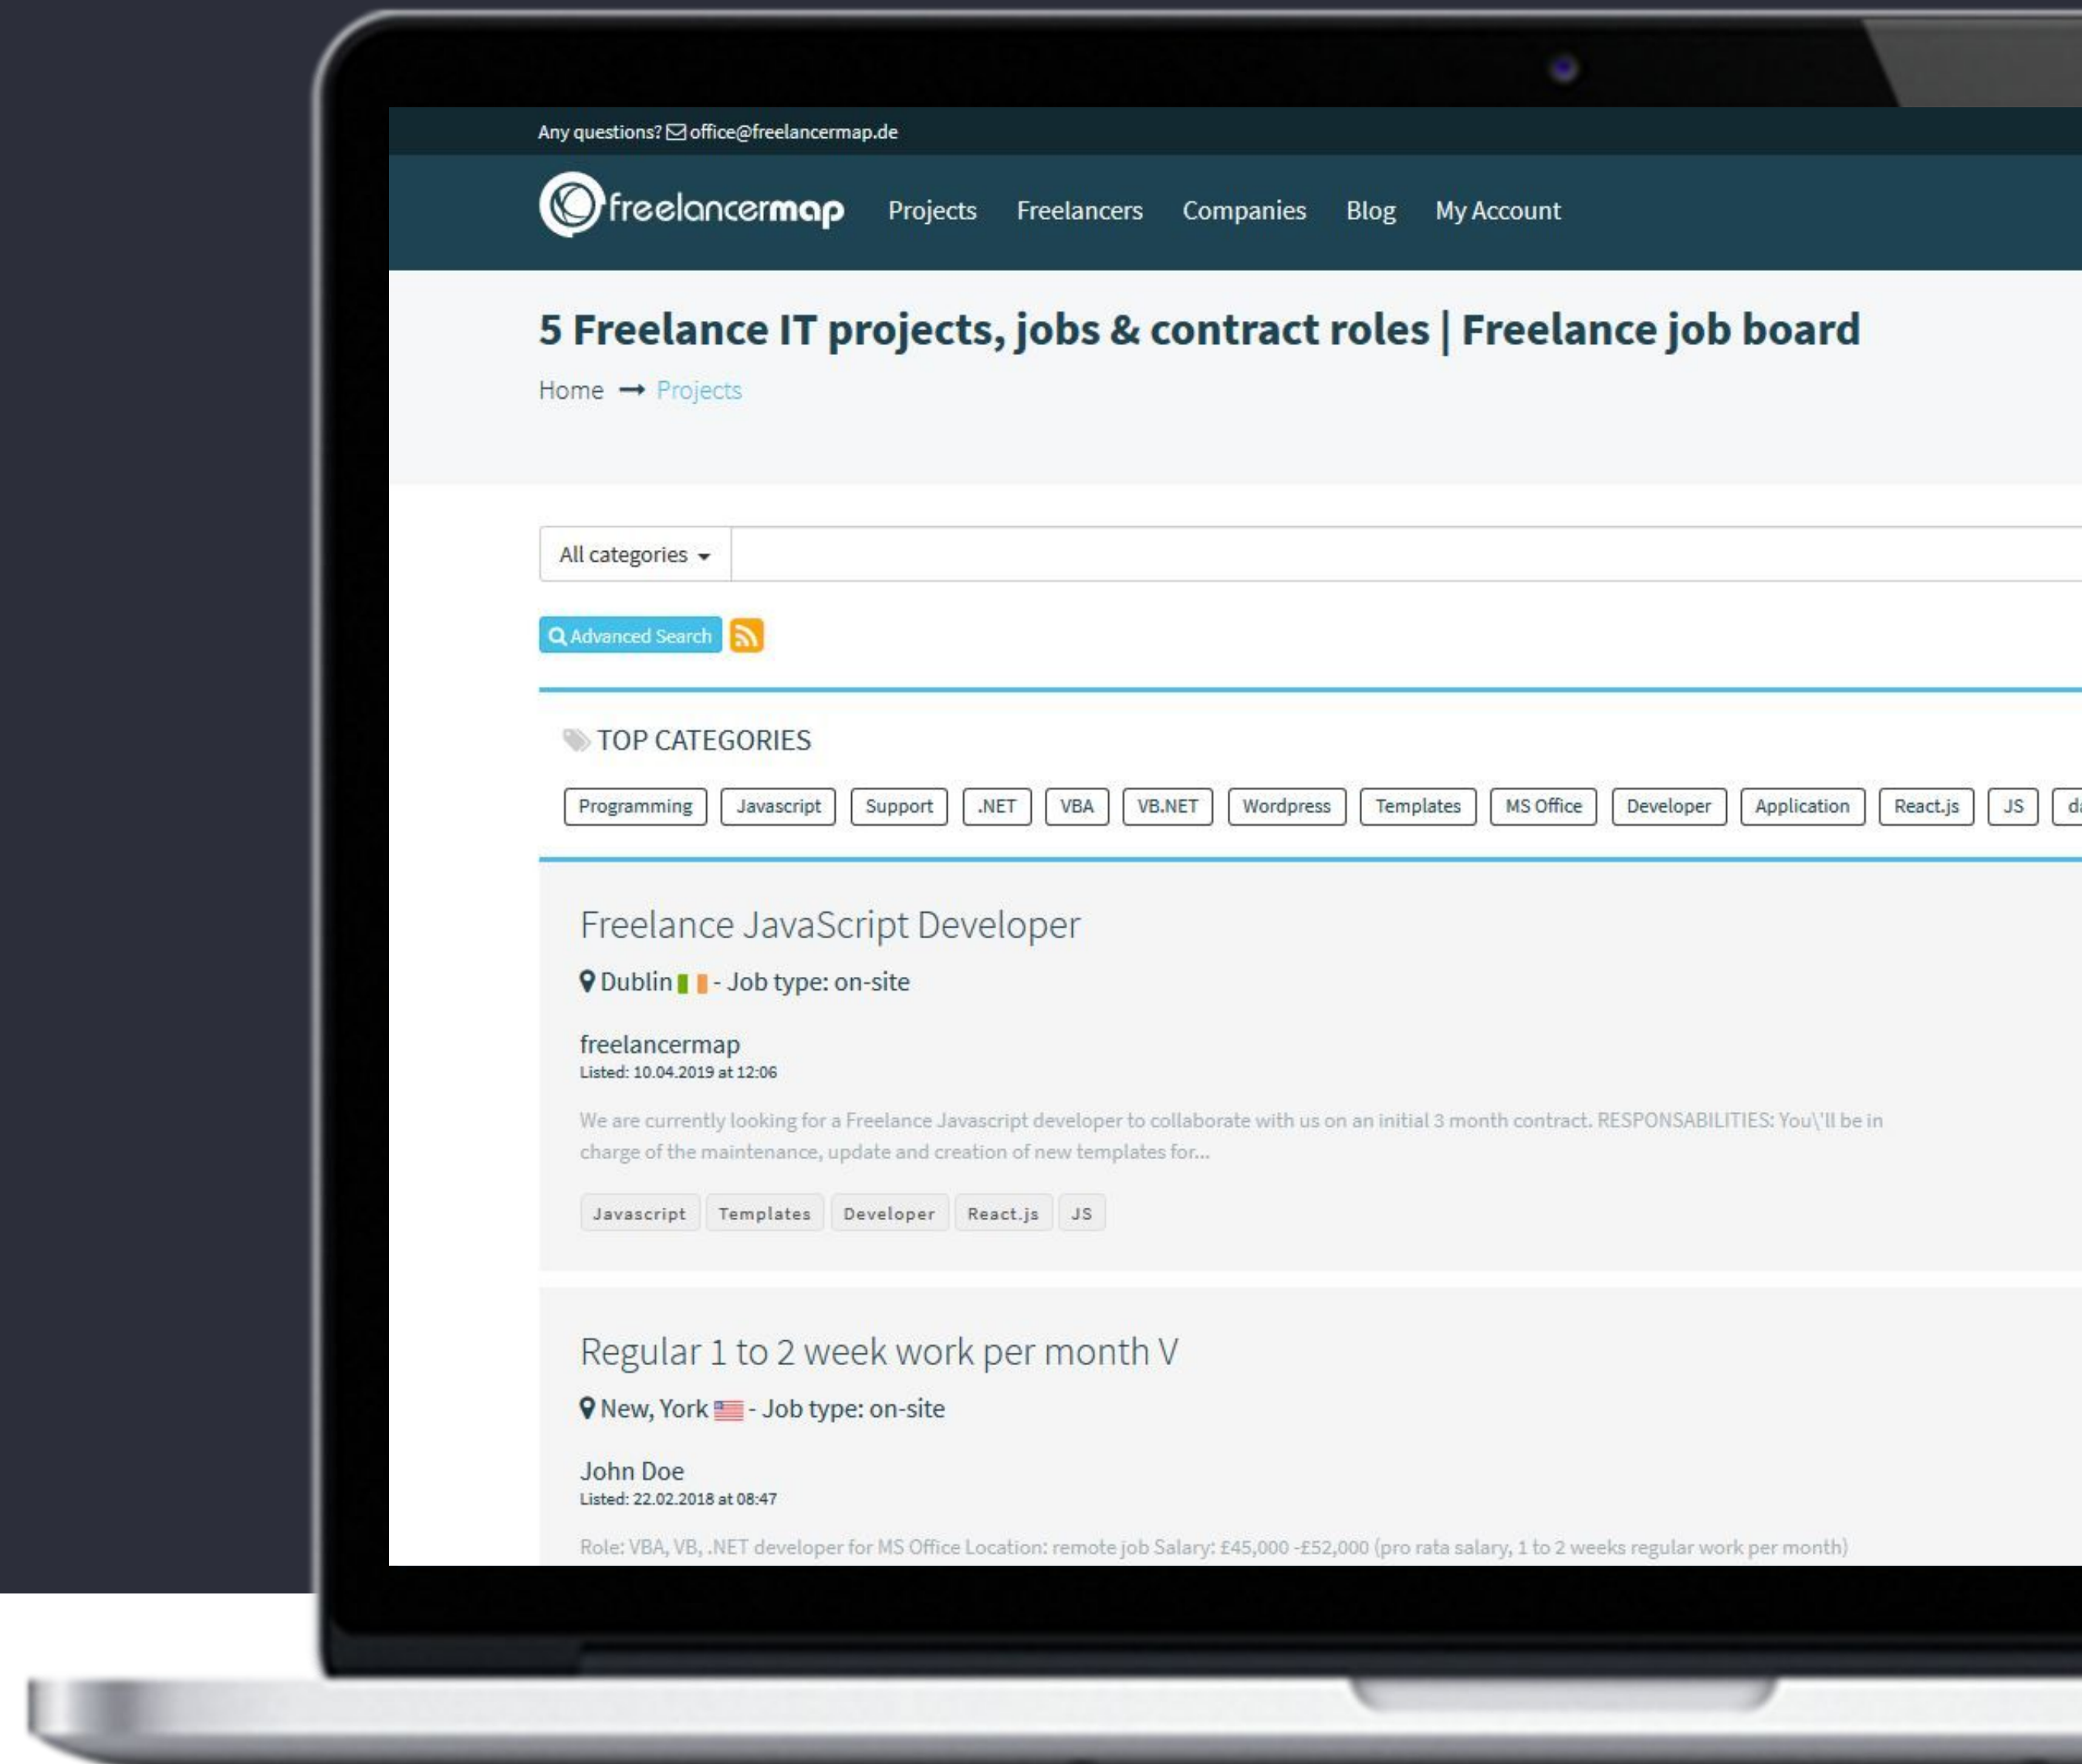 Any questions? office@freelancermap.de
freelancermap Projects Freelancers Companies Blog My Account
5 Freelance IT projects, jobs & contract roles | Freelance job board
Home → Projects
All categories
Advanced Search
TOP CATEGORIES
Programming Javascript Support .NET VBA VB.NET Wordpress Templates MS Office Developer Application React.js JS
Freelance JavaScript Developer
Dublin - Job type: on-site
freelancermap
Listed: 10.04.2019 at 12:06
We are currently looking for a Freelance Javascript developer to collaborate with us on an initial 3 month contract. RESPONSABILITIES: You\'ll be in
charge of the maintenance, update and creation of new templates for...
Javascript Templates Developer React.js JS
Regular 1 to 2 week work per month V
New, York - Job type: on-site
John Doe
Listed: 22.02.2018 at 08:47
Role: VBA, VB, .NET developer for MS Office Location: remote job Salary: £45,000 -£52,000 (pro rata salary, 1 to 2 weeks regular work per month)